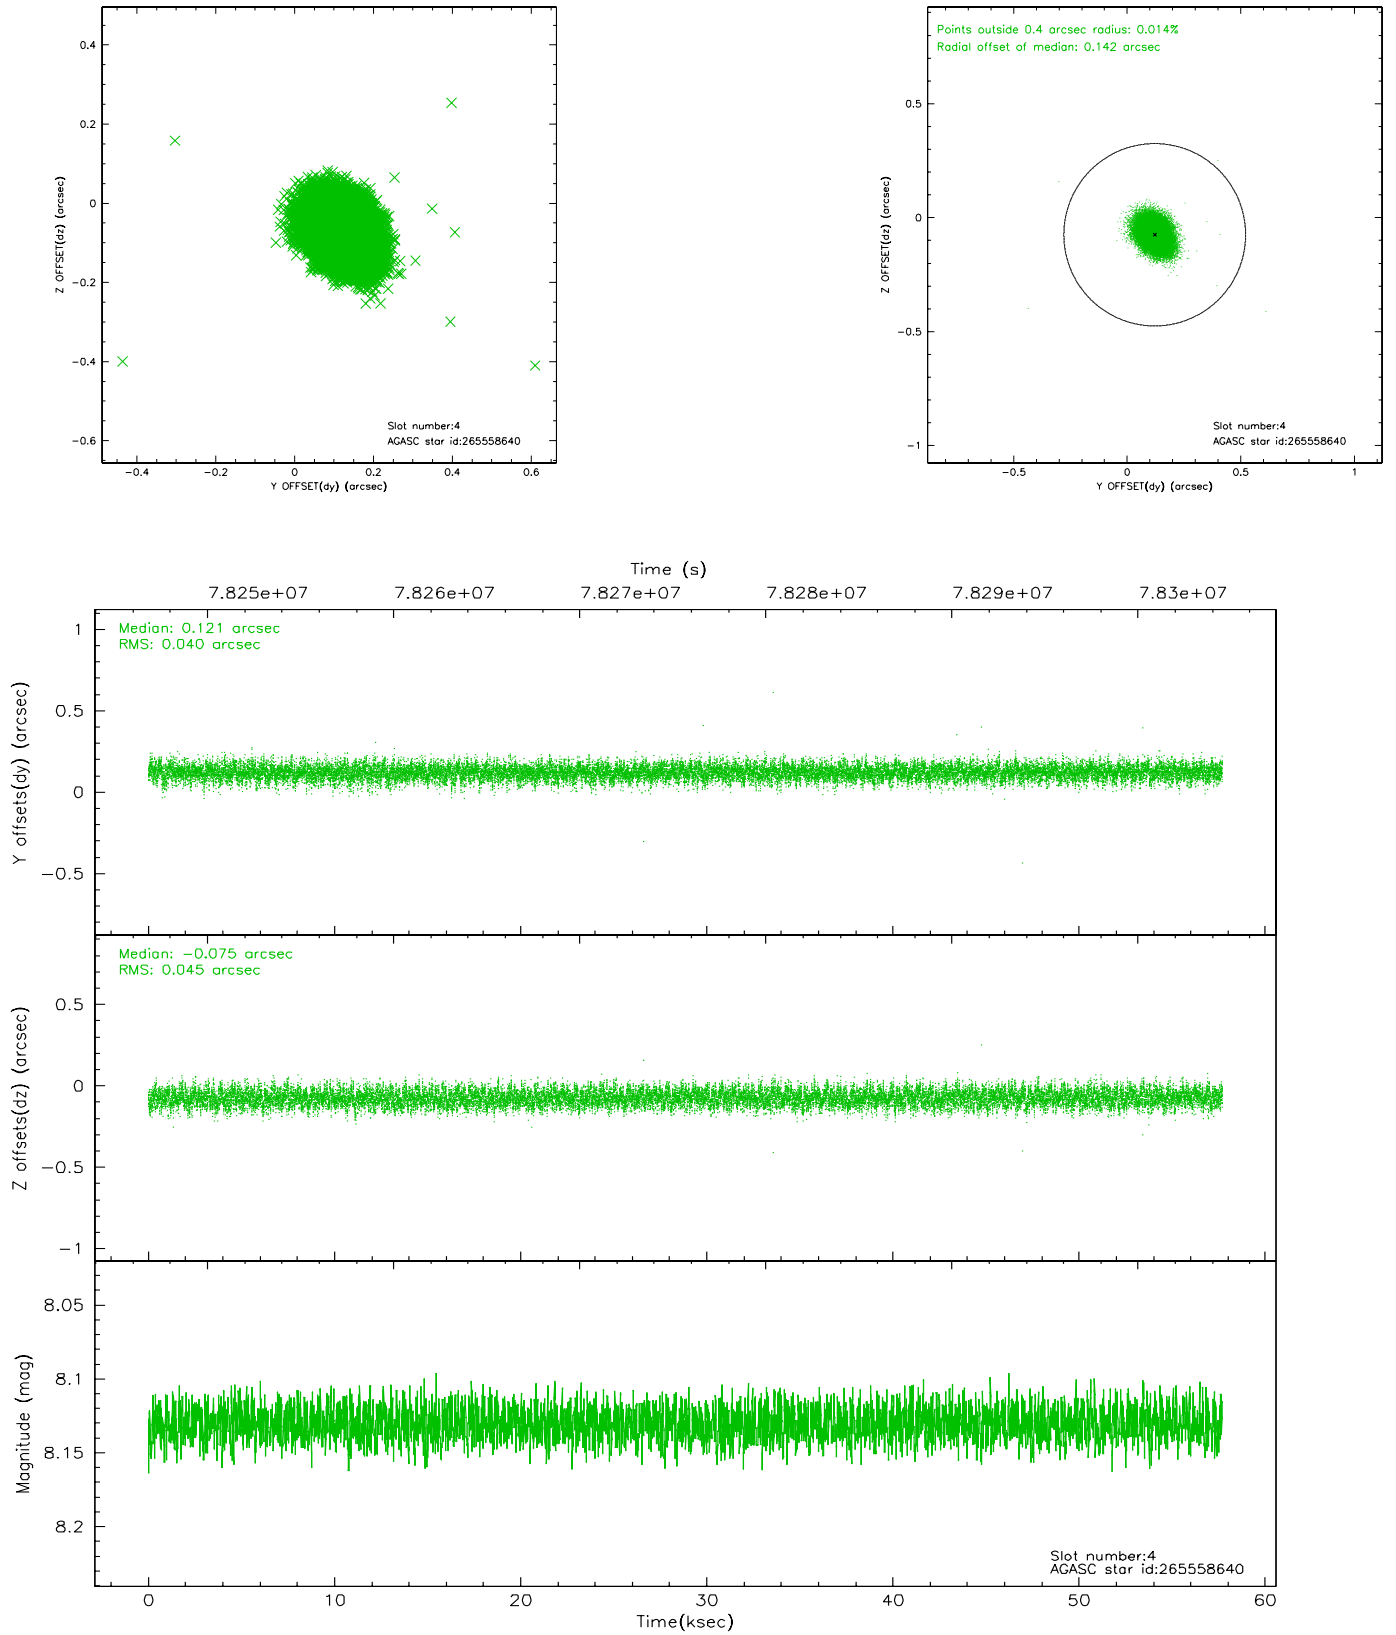 0.4
0.2
0
−0.2
−0.4
−0.6
Z OFFSET(dz) (arcsec)
Slot number:4
AGASC star id:265558640
−0.4 −0.2 0 0.2 0.4 0.6
Y OFFSET(dy) (arcsec)
Points outside 0.4 arcsec radius: 0.014%
Radial offset of median: 0.142 arcsec
0.5
0
−0.5
−1
Z OFFSET(dz) (arcsec)
Slot number:4
AGASC star id:265558640
−0.5 0 0.5 1
Y OFFSET(dy) (arcsec)
Time (s)
7.825e+07 7.826e+07 7.827e+07 7.828e+07 7.829e+07 7.83e+07
Median: 0.121 arcsec
RMS: 0.040 arcsec
1
0.5
0
−0.5
Y offsets(dy) (arcsec)
Median: −0.075 arcsec
RMS: 0.045 arcsec
0.5
0
−0.5
−1
Z offsets(dz) (arcsec)
8.05
8.1
8.15
8.2
Magnitude (mag)
Slot number:4
AGASC star id:265558640
0 10 20 30 40 50 60
Time(ksec)